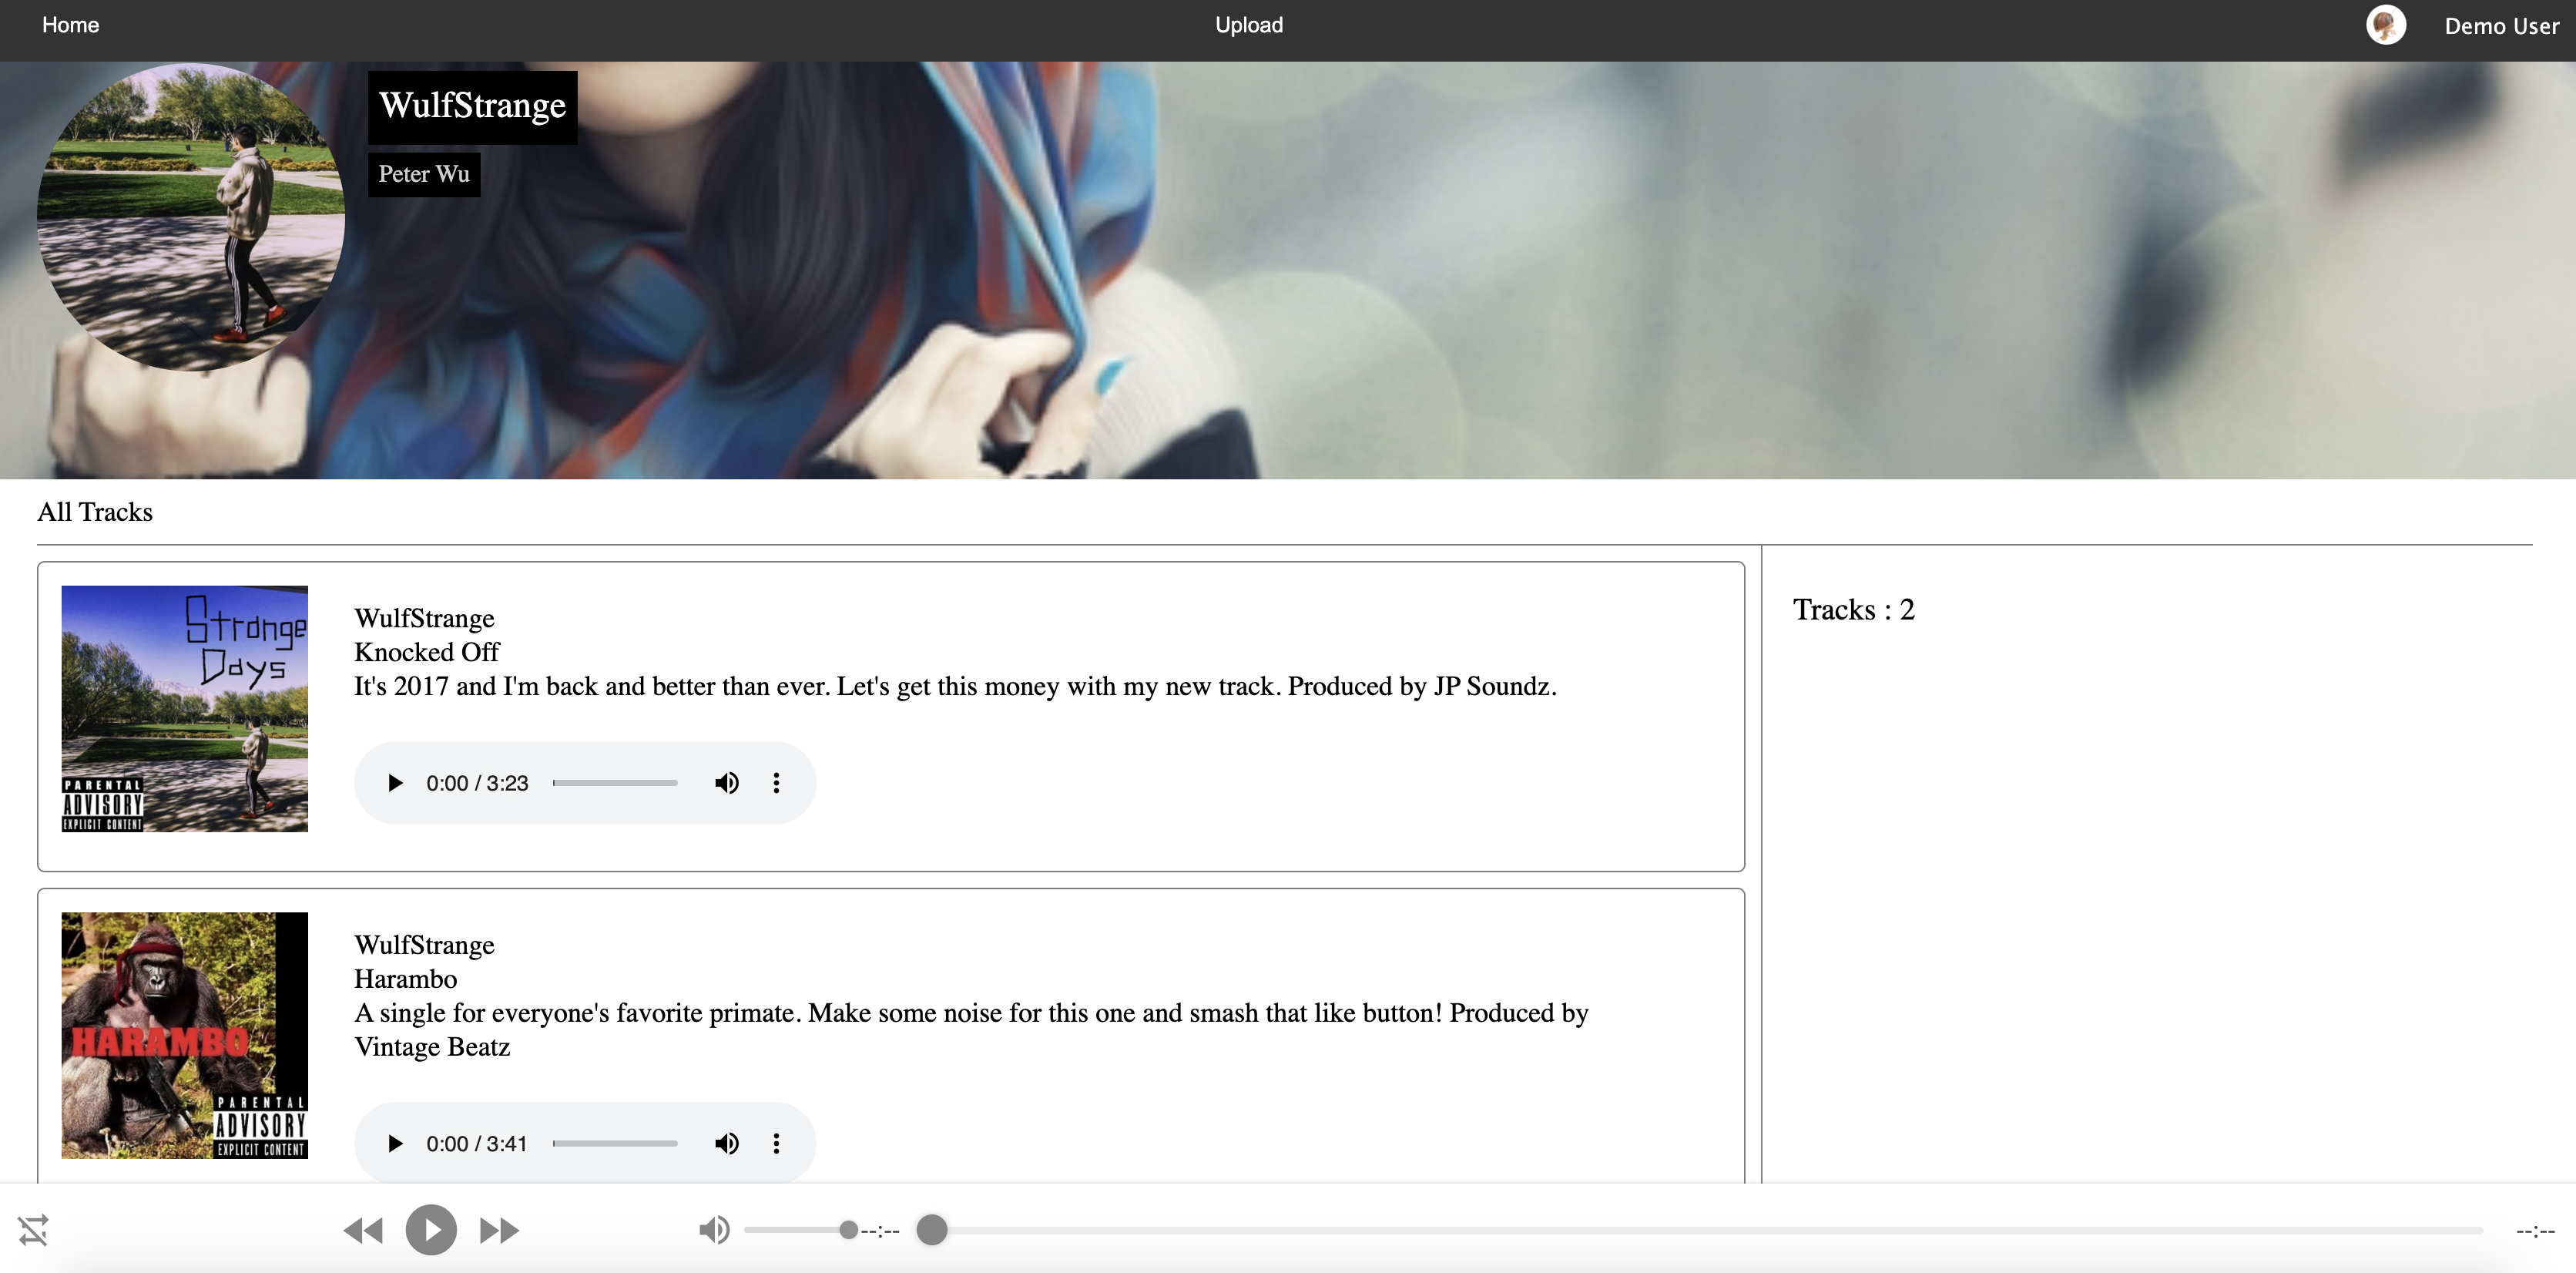 Home
Upload
Demo User
WulfStrange
Peter Wu
All Tracks
Strange
Days
PARENTAL
ADVISORY
EXPLICIT CONTENT
WulfStrange
Knocked Off
It's 2017 and I'm back and better than ever. Let's get this money with my new track. Produced by JP Soundz.
0:00 / 3:23
Tracks : 2
HARAMBO
PARENTAL
ADVISORY
EXPLICIT CONTENT
WulfStrange
Harambo
A single for everyone's favorite primate. Make some noise for this one and smash that like button! Produced by
Vintage Beatz
0:00 / 3:41
--:--
--:--